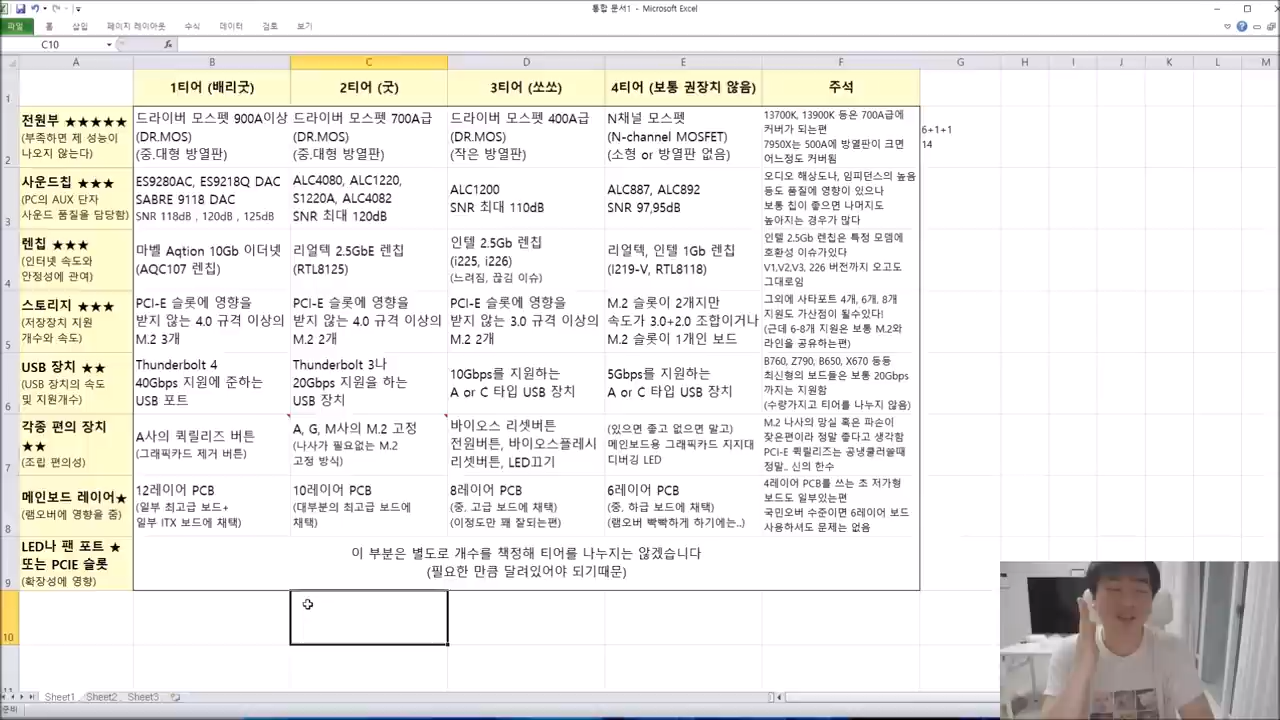 통합 문서1 - Microsoft Excel
파일 홈 삽입 페이지 레이아웃 수식 데이터 검토 보기
C10 fx
A B C D E F G H I J K L M
1 1티어 (배리굿) 2티어 (굿) 3티어 (쏘쏘) 4티어 (보통 권장치 않음) 주석
2
전원부 ★★★★★
(부족하면 제 성능이
나오지 않는다)
드라이버 모스펫 900A이상
(DR.MOS)
(중.대형 방열판)
드라이버 모스펫 700A급
(DR.MOS)
(중.대형 방열판)
드라이버 모스펫 400A급
(DR.MOS)
(작은 방열판)
N채널 모스펫
(N-channel MOSFET)
(소형 or 방열판 없음)
13700K, 13900K 등은 700A급에
커버가 되는편
7950X는 500A에 방열판이 크면
어느정도 커버됨
6+1+1
14
3
사운드칩 ★★★
(PC의 AUX 단자
사운드 품질을 담당함)
ES9280AC, ES9218Q DAC
SABRE 9118 DAC
SNR 118dB , 120dB , 125dB
ALC4080, ALC1220,
S1220A, ALC4082
SNR 최대 120dB
ALC1200
SNR 최대 110dB
ALC887, ALC892
SNR 97,95dB
오디오 해상도나, 임피던스의 높음
등도 품질에 영향이 있으나
보통 칩이 좋으면 나머지도
높아지는 경우가 많다
4
렌칩 ★★★
(인터넷 속도와
안정성에 관여)
마벨 Aqtion 10Gb 이더넷
(AQC107 렌칩)
리얼텍 2.5GbE 렌칩
(RTL8125)
인텔 2.5Gb 렌칩
(i225, i226)
(느려짐, 끊김 이슈)
리얼텍, 인텔 1Gb 렌칩
(I219-V, RTL8118)
인텔 2.5Gb 렌칩은 특정 모뎀에
호환성 이슈가있다
V1,V2,V3, 226 버전까지 오고도
그대로임
5
스토리지 ★★★
(저장장치 지원
개수와 속도)
PCI-E 슬롯에 영향을
받지 않는 4.0 규격 이상의
M.2 3개
PCI-E 슬롯에 영향을
받지 않는 4.0 규격 이상의
M.2 2개
PCI-E 슬롯에 영향을
받지 않는 3.0 규격 이상의
M.2 2개
M.2 슬롯이 2개지만
속도가 3.0+2.0 조합이거나
M.2 슬롯이 1개인 보드
그외에 사타포트 4개, 6개, 8개
지원도 가산점이 될수있다!
(근데 6-8개 지원은 보통 M.2와
라인을 공유하는편)
6
USB 장치 ★★
(USB 장치의 속도
및 지원개수)
Thunderbolt 4
40Gbps 지원에 준하는
USB 포트
Thunderbolt 3나
20Gbps 지원을 하는
USB 장치
10Gbps를 지원하는
A or C 타입 USB 장치
5Gbps를 지원하는
A or C 타입 USB 장치
B760, Z790, B650, X670 등등
최신형의 보드들은 보통 20Gbps
까지는 지원함
(수량가지고 티어를 나누지 않음)
7
각종 편의 장치
★★
(조립 편의성)
A사의 퀵릴리즈 버튼
(그래픽카드 제거 버튼)
A, G, M사의 M.2 고정
(나사가 필요없는 M.2
고정 방식)
바이오스 리셋버튼
전원버튼, 바이오스플레시
리셋버튼, LED끄기
(있으면 좋고 없으면 말고)
메인보드용 그래픽카드 지지대
디버깅 LED
M.2 나사의 망실 혹은 파손이
잦은편이라 정말 좋다고 생각함
PCI-E 퀵릴리즈는 공냉쿨러쓸때
정말.. 신의 한수
8
메인보드 레이어★
(램오버에 영향을 줌)
12레이어 PCB
(일부 최고급 보드+
일부 ITX 보드에 채택)
10레이어 PCB
(대부분의 최고급 보드에
채택)
8레이어 PCB
(중, 고급 보드에 채택)
(이정도만 꽤 잘되는편)
6레이어 PCB
(중, 하급 보드에 채택)
(램오버 빡빡하게 하기에는..)
4레이어 PCB를 쓰는 초 저가형
보드도 일부있는편
국민오버 수준이면 6레이어 보드
사용하셔도 문제는 없음
9
LED나 팬 포트 ★
또는 PCIE 슬롯
(확장성에 영향)
이 부분은 별도로 개수를 책정해 티어를 나누지는 않겠습니다
(필요한 만큼 달려있어야 되기때문)
10
11
Sheet1 Sheet2 Sheet3
준비